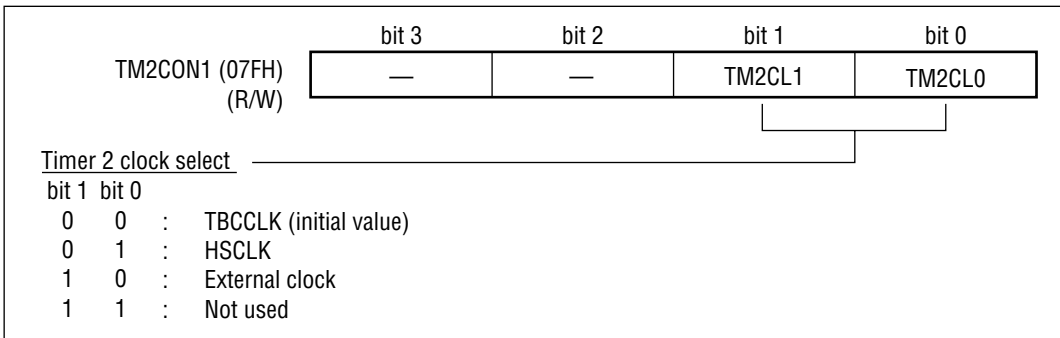 bit 3 bit 2 bit 1 bit 0
TM2CON1 (07FH) — — TM2CL1 TM2CL0
(R/W)
Timer 2 clock select
bit 1 bit 0
0 0 : TBCCLK (initial value)
0 1 : HSCLK
1 0 : External clock
1 1 : Not used